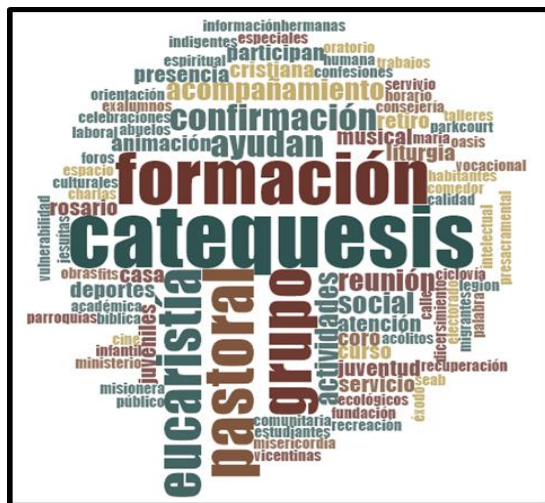 informaciónhermanas
indigentes especiales
participan oratorio
espiritual humana trabajos
presencia cristiana confesiones
orientación acompañamiento servicio
exalumnos horario
celebraciones confirmación retiro consejería talleres
laboral abuelos musical maría parkcourt
animación ayudan liturgia oasis
foros vocacional
espacio formación habitantes
culturales comedor
charlas calidad
rosario
vulnerabilidad
jesuitas
catequesis
intelectual
presacramental
obras fits casa
deportes
académica
parroquias bíblica
juveniles
cine
infantil
ministerio
misionera
público
eucaristía
pastoral
grupo
actividades
reunión
social
atención
coro acólitos
curso
juventud
servicio
ecológicos
fundación
recreación
comunitaria
estudiantes
misericordia
vicentinas
ciclovía
calle
dicersimiento
electorado
migrantes
legión
palabra
recuperación
seab
éxodo